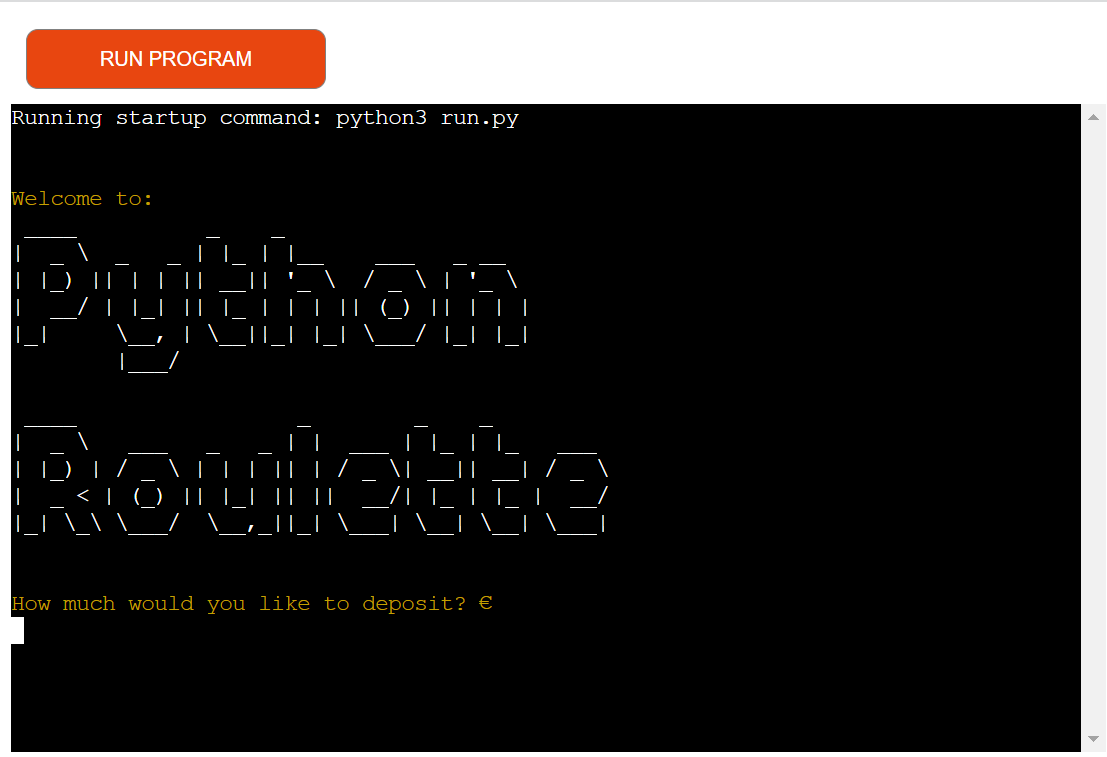 RUN PROGRAM
Running startup command: python3 run.py
Welcome to:
Python
Roulette
How much would you like to deposit? €